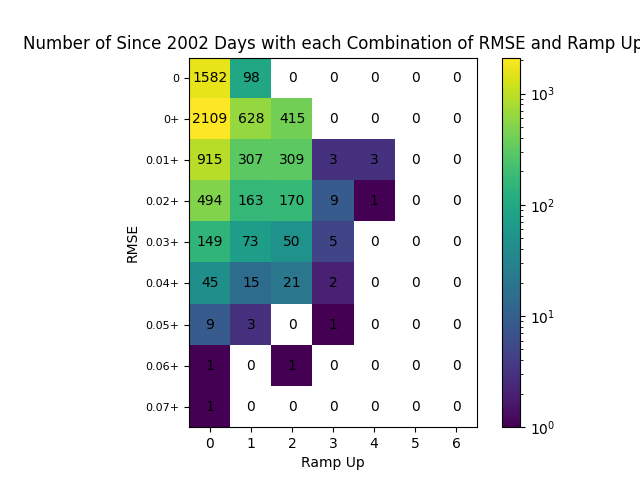 Number of Since 2002 Days with each Combination of RMSE and Ramp Up
0 1582 98 0 0 0 0 0
0+ 2109 628 415 0 0 0 0
0.01+ 915 307 309 3 3 0 0
0.02+ 494 163 170 9 1 0 0
0.03+ 149 73 50 5 0 0 0
0.04+ 45 15 21 2 0 0 0
0.05+ 9 3 0 1 0 0 0
0.06+ 1 0 1 0 0 0 0
0.07+ 1 0 0 0 0 0 0
0 1 2 3 4 5 6
Ramp Up
RMSE
10³
10²
10¹
10⁰